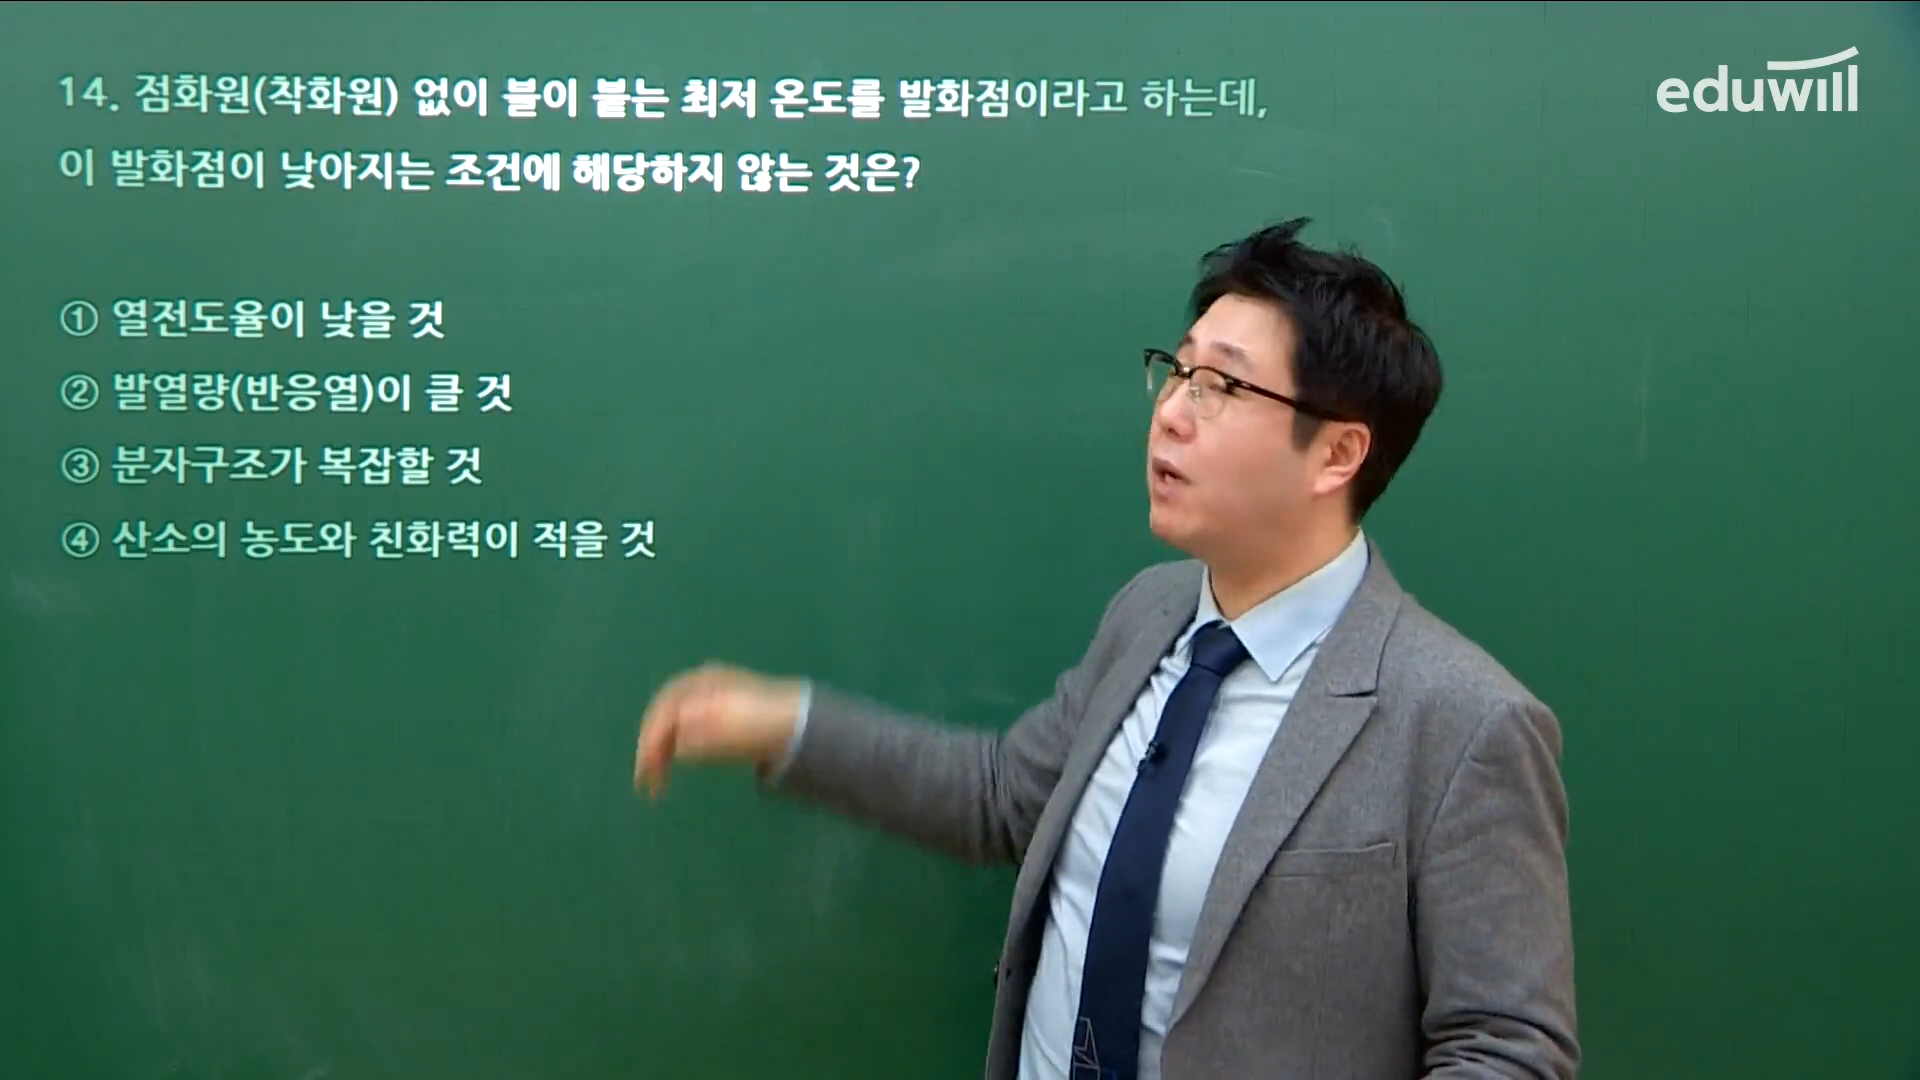 eduwill
14. 점화원(착화원) 없이 불이 붙는 최저 온도를 발화점이라고 하는데,
이 발화점이 낮아지는 조건에 해당하지 않는 것은?
① 열전도율이 낮을 것
② 발열량(반응열)이 클 것
③ 분자구조가 복잡할 것
④ 산소의 농도와 친화력이 적을 것